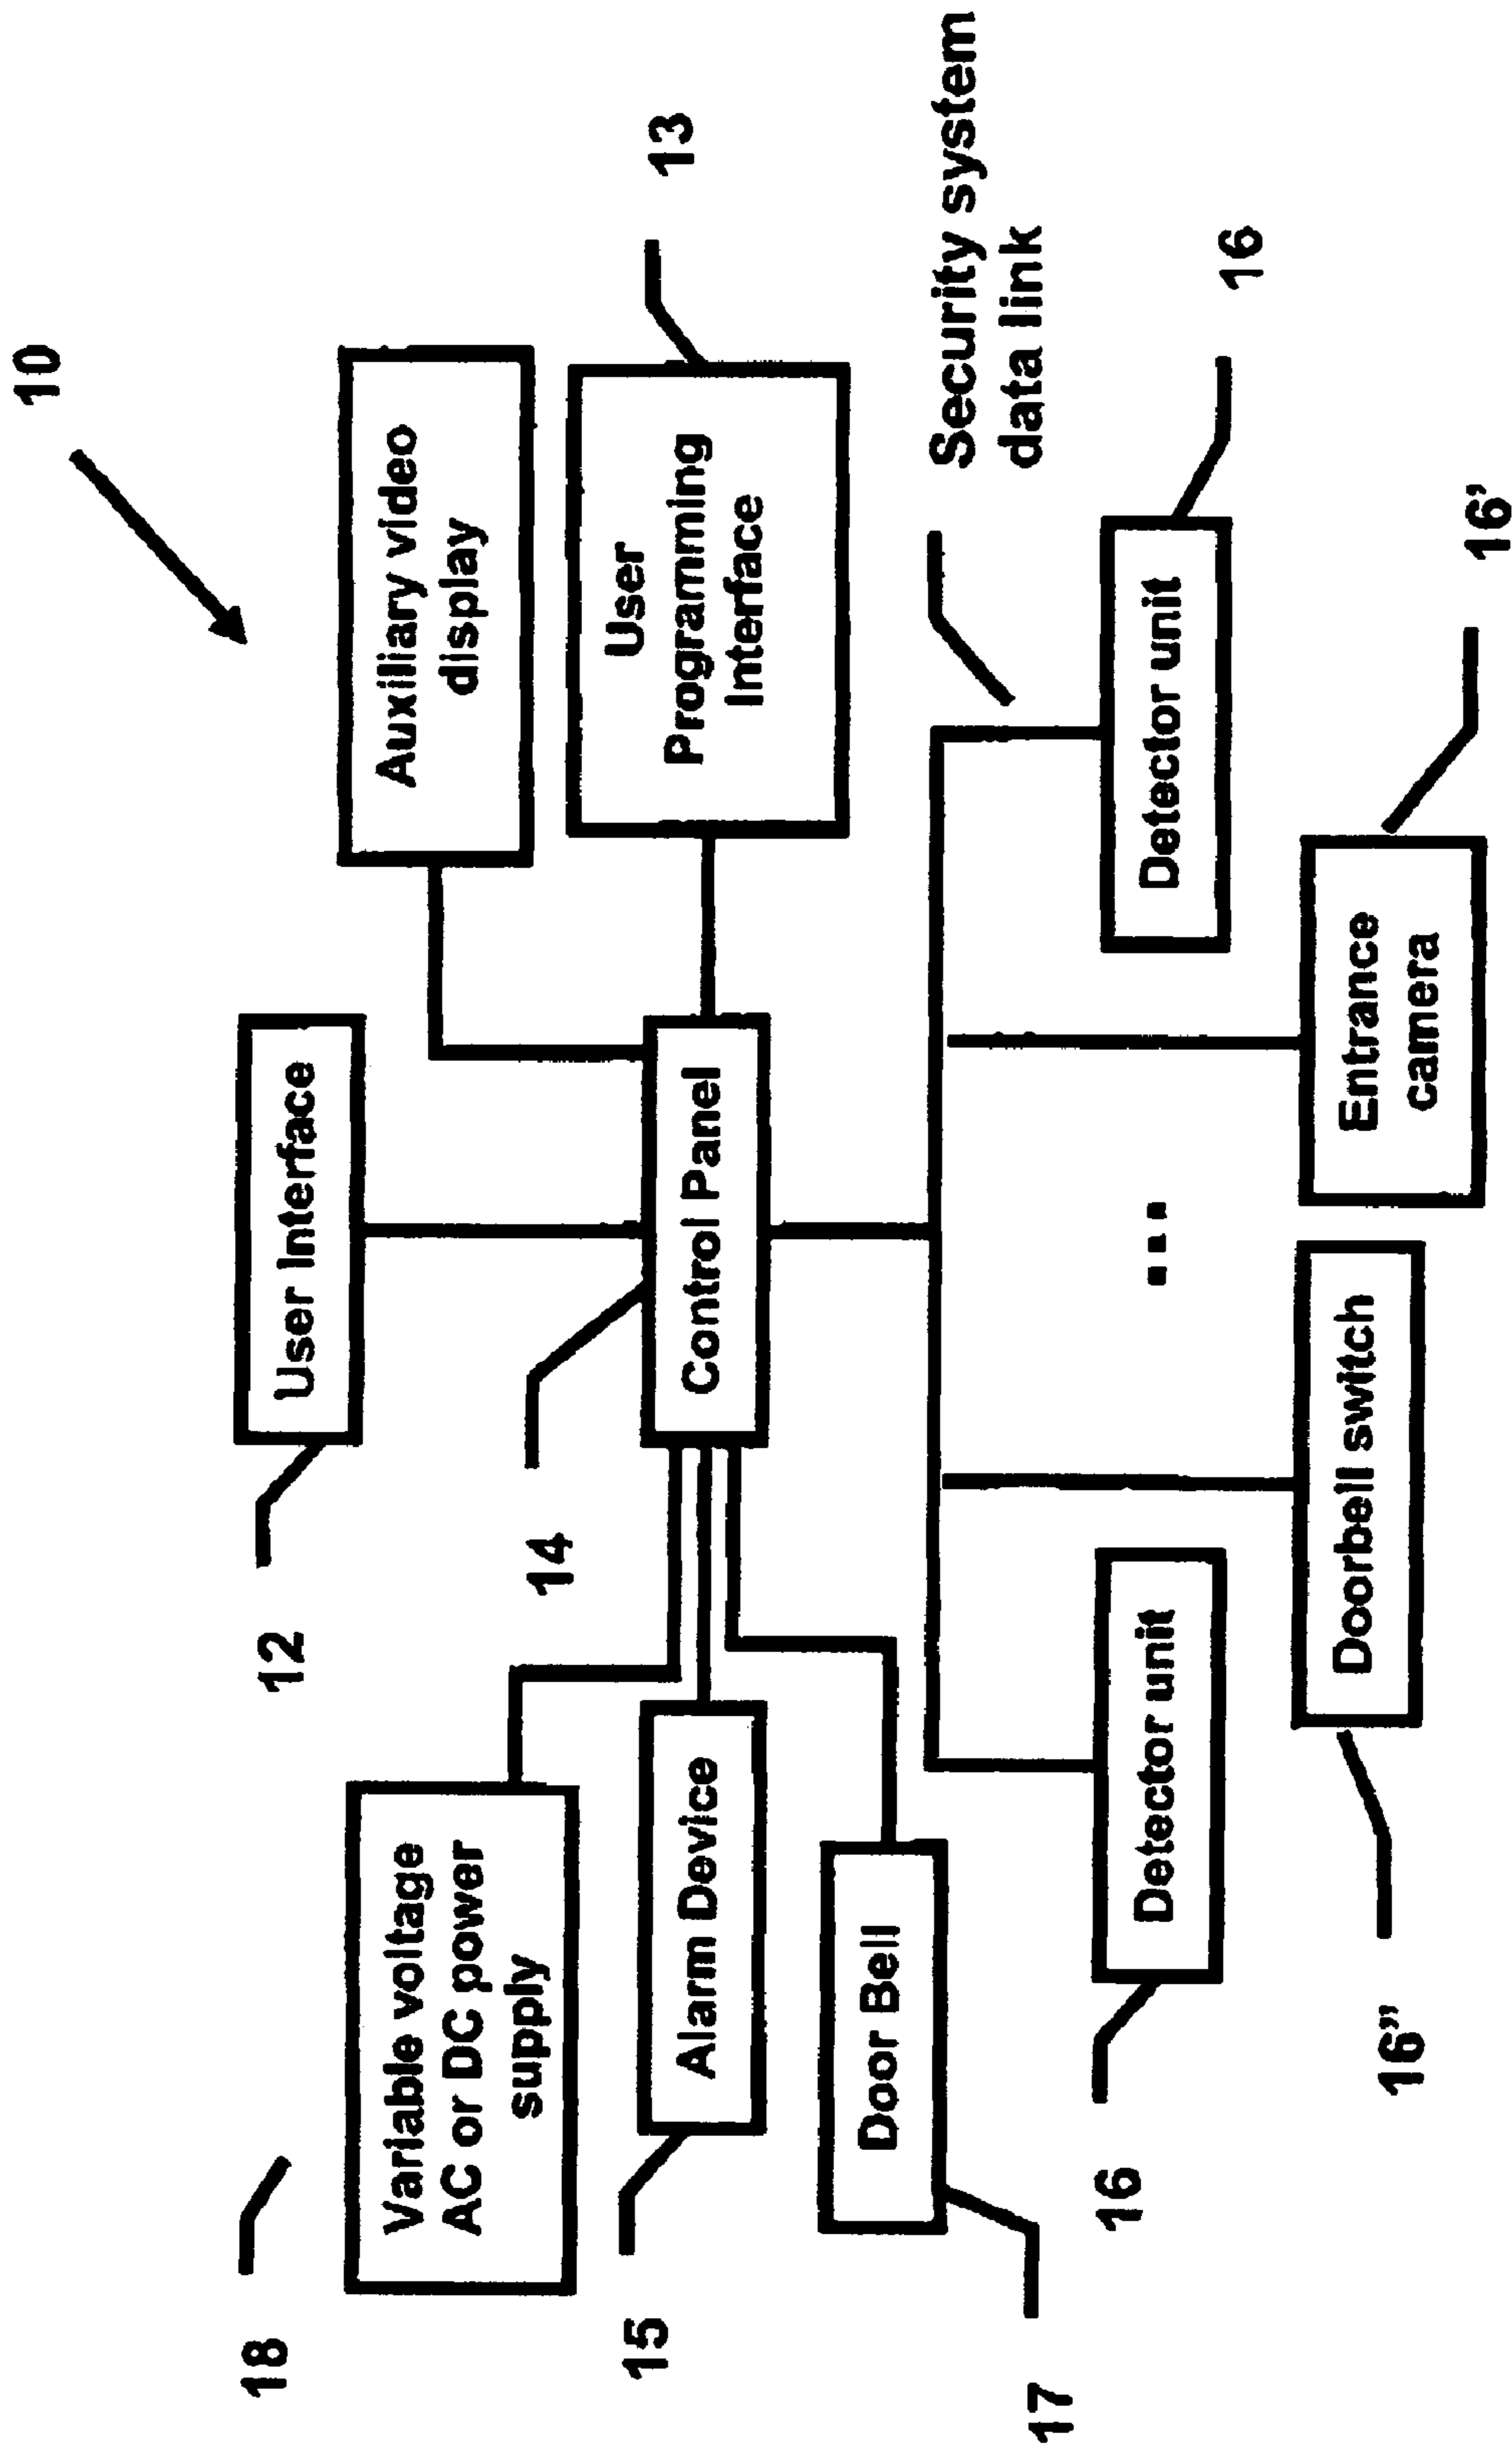 10
18
12
User Interface
Auxiliary video
display
Variable voltage
AC or DC power
supply
14
13
User
Programming
Interface
15
Alarm Device
Control Panel
17
Door Bell
Security system
data link
16
Detector unit
Detector unit
16
16"
Doorbell switch
Entrance
camera
16'